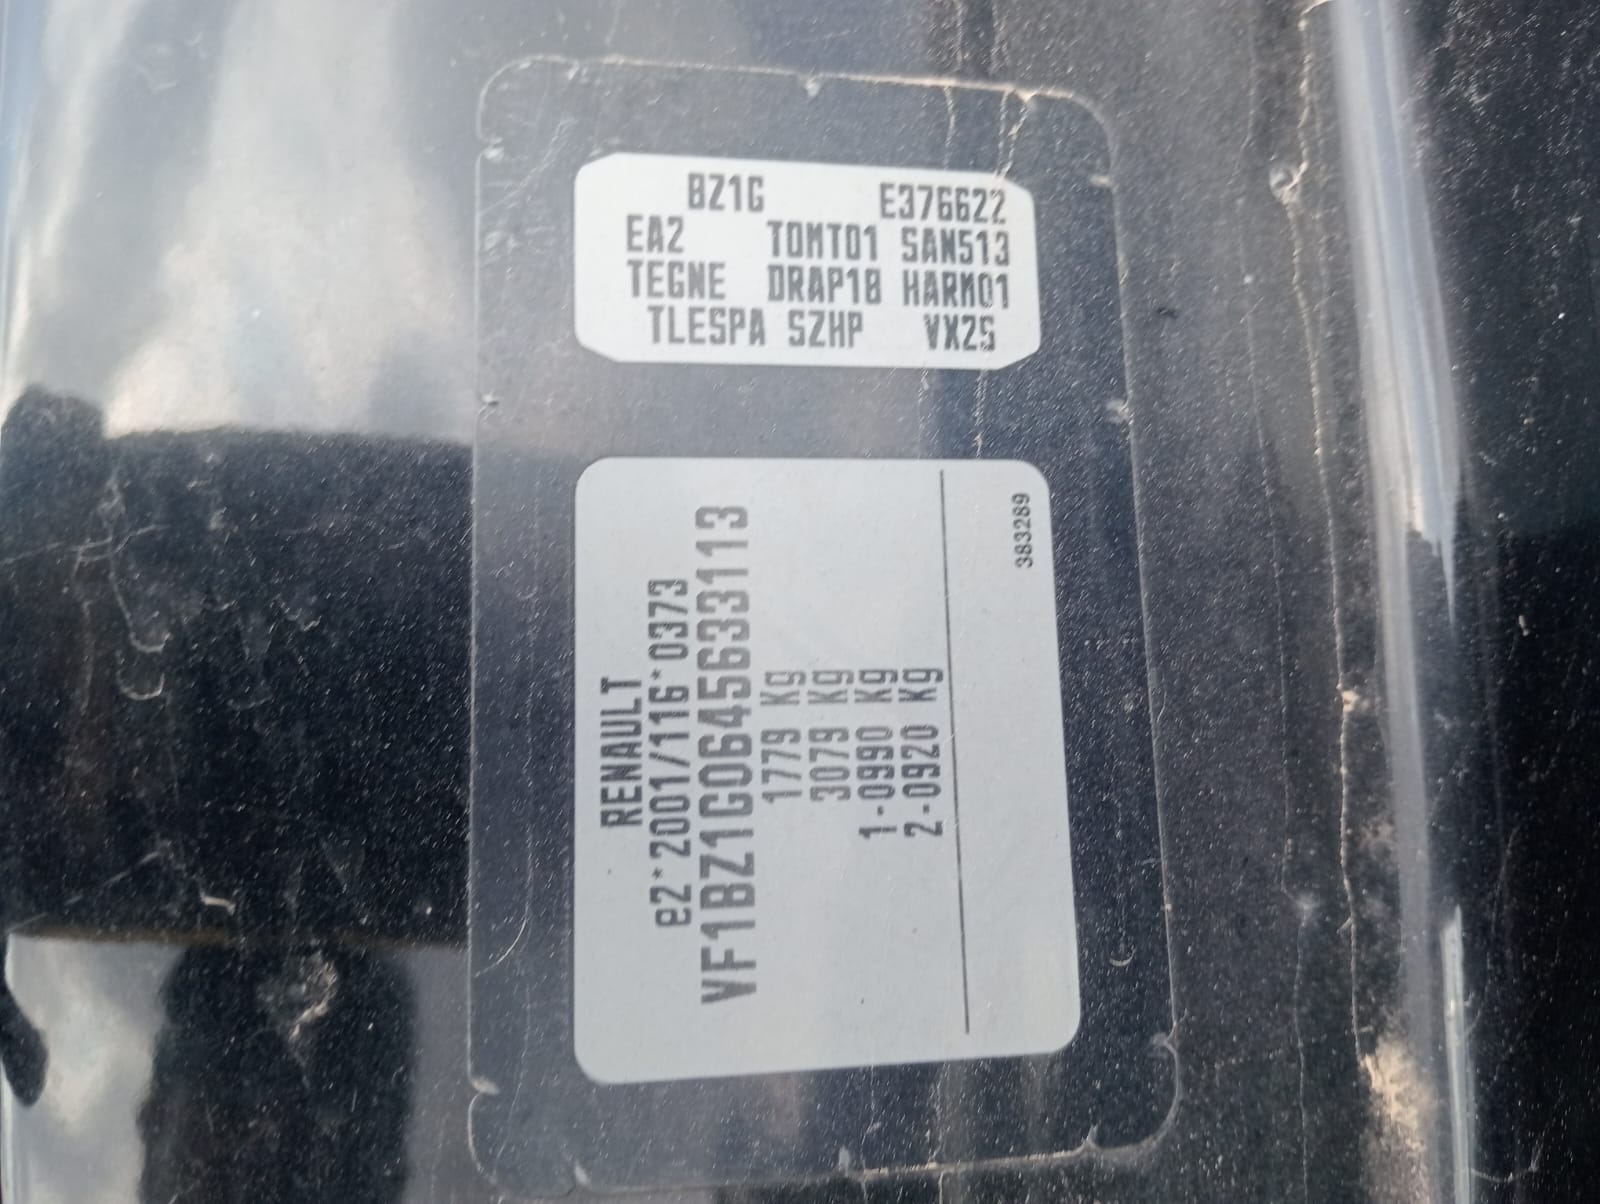 BZ1G E376622
EA2 TOMT01 SAN513
TEGNE DRAP18 HARM01
TLESPA SZHP VX2S
RENAULT
e2*2001/116*0373
VF1BZ1G0645633113
1779 Kg
3079 Kg
1-0990 Kg
2-0920 Kg
383289